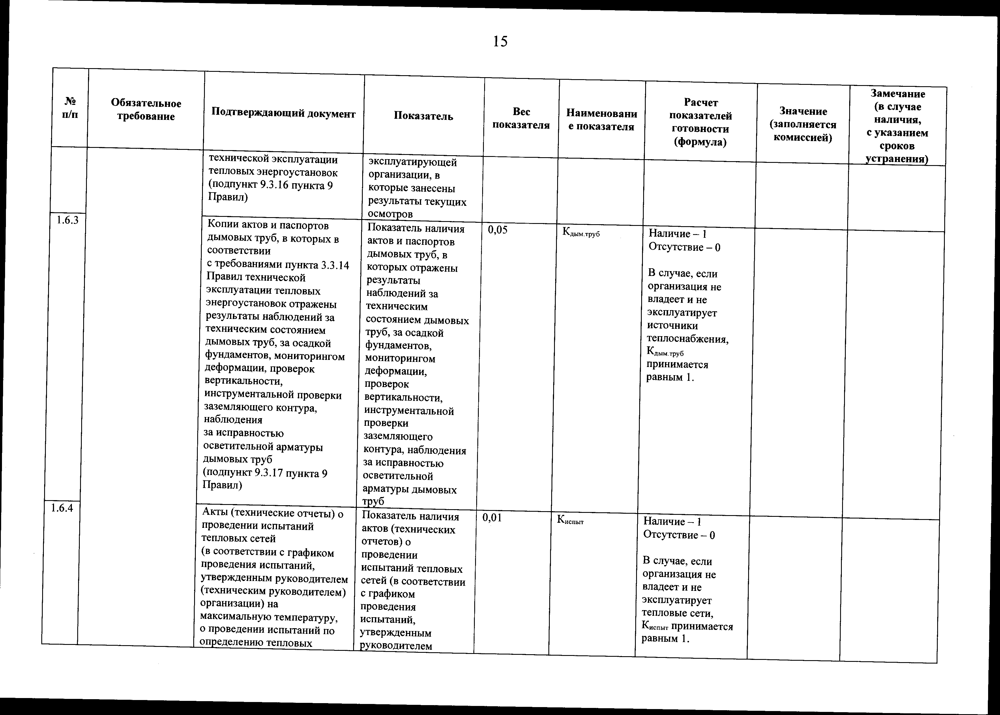 15
№
п/п
Обязательное
требование
Подтверждающий документ
Показатель
Вес
показателя
Наименовани
е показателя
Расчет
показателей
готовности
(формула)
Значение
(заполняется
комиссией)
Замечание
(в случае
наличия,
с указанием
сроков
устранения)
технической эксплуатации
тепловых энергоустановок
(подпункт 9.3.16 пункта 9
Правил)
эксплуатирующей
организации, в
которые занесены
результаты текущих
осмотров
1.6.3
Копии актов и паспортов
дымовых труб, в которых в
соответствии
с требованиями пункта 3.3.14
Правил технической
эксплуатации тепловых
энергоустановок отражены
результаты наблюдений за
техническим состоянием
дымовых труб, за осадкой
фундаментов, мониторингом
деформации, проверок
вертикальности,
инструментальной проверки
заземляющего контура,
наблюдения
за исправностью
осветительной арматуры
дымовых труб
(подпункт 9.3.17 пункта 9
Правил)
Показатель наличия
актов и паспортов
дымовых труб, в
которых отражены
результаты
наблюдений за
техническим
состоянием дымовых
труб, за осадкой
фундаментов,
мониторингом
деформации,
проверок
вертикальности,
инструментальной
проверки
заземляющего
контура, наблюдения
за исправностью
осветительной
арматуры дымовых
труб
0,05
Кдым.труб
Наличие – 1
Отсутствие – 0
В случае, если
организация не
владеет и не
эксплуатирует
источники
теплоснабжения,
Кдым.труб
принимается
равным 1.
1.6.4
Акты (технические отчеты) о
проведении испытаний
тепловых сетей
(в соответствии с графиком
проведения испытаний,
утвержденным руководителем
(техническим руководителем)
организации) на
максимальную температуру,
о проведении испытаний по
определению тепловых
Показатель наличия
актов (технических
отчетов) о
проведении
испытаний тепловых
сетей (в соответствии
с графиком
проведения
испытаний,
утвержденным
руководителем
0,01
Киспыт
Наличие – 1
Отсутствие – 0
В случае, если
организация не
владеет и не
эксплуатирует
тепловые сети,
Киспыт принимается
равным 1.